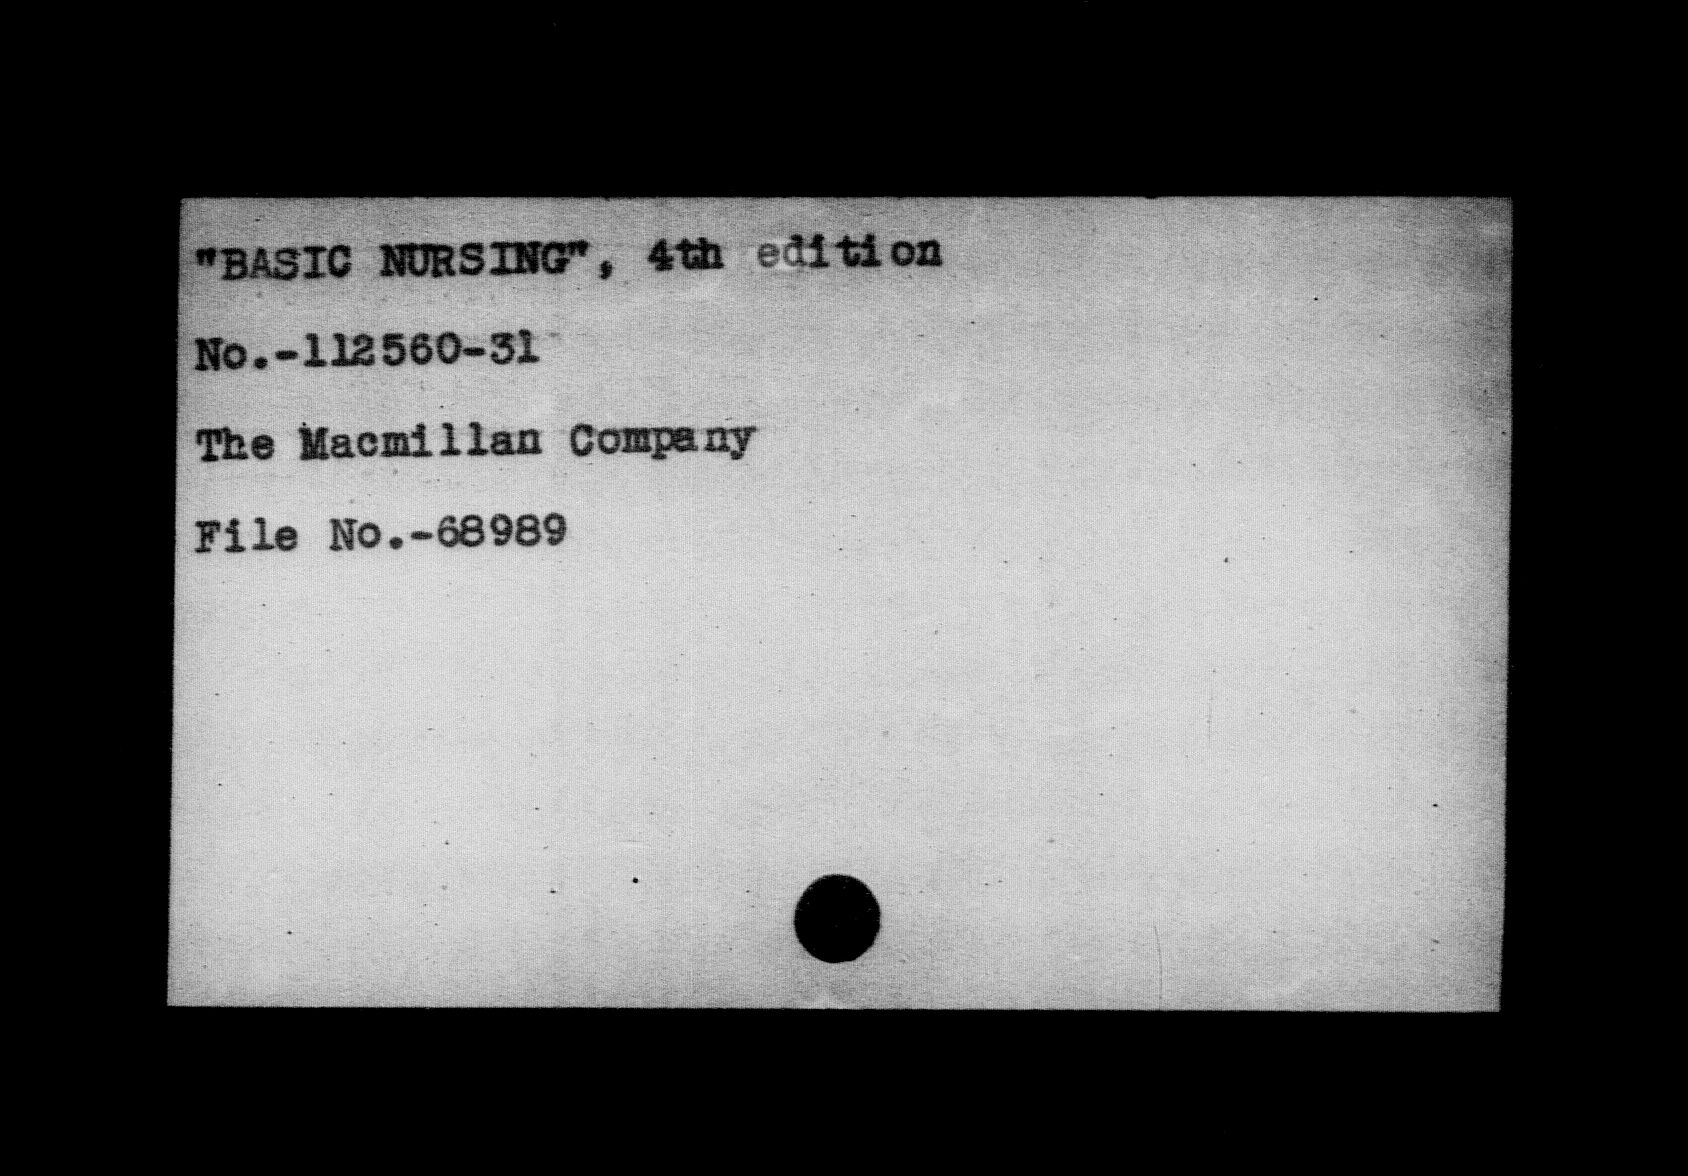 "BASIC NURSING", 4th edition
No.-112560-31
The Macmillan Company
File No.-68989